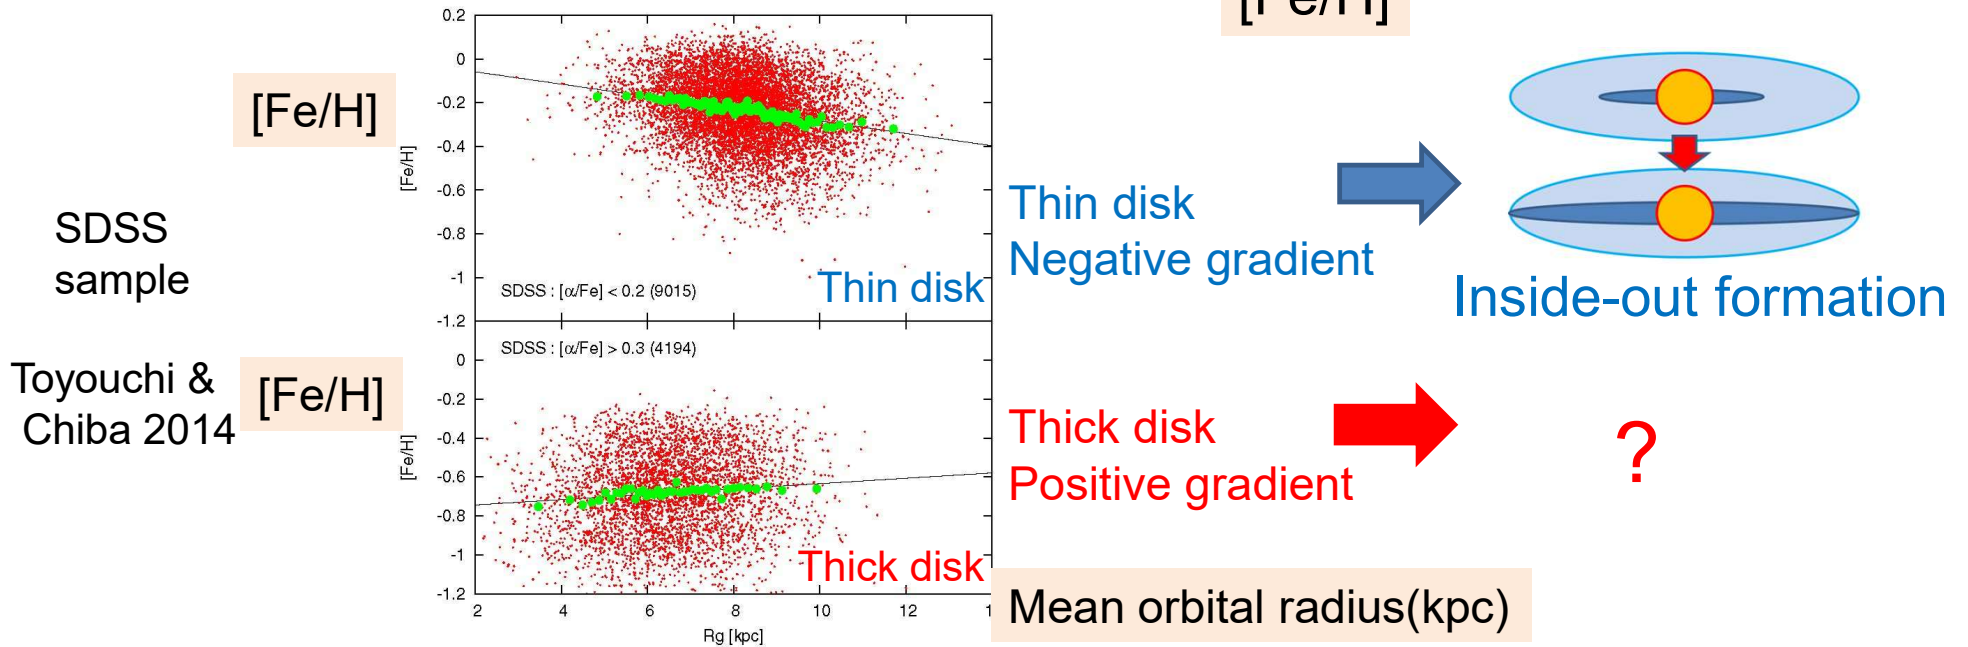 [Fe/H]
[Fe/H]
SDSS
sample
Toyouchi &
Chiba 2014
[Fe/H]
0.2
0
-0.2
-0.4
-0.6
-0.8
-1
-1.2
[Fe/H]
SDSS : [α/Fe] < 0.2 (9015)
Thin disk
SDSS : [α/Fe] > 0.3 (4194)
0
-0.2
-0.4
-0.6
-0.8
-1
-1.2
[Fe/H]
Thick disk
2 4 6 8 10 12 1
Rg [kpc]
Thin disk
Negative gradient
Inside-out formation
Thick disk
Positive gradient
?
Mean orbital radius(kpc)